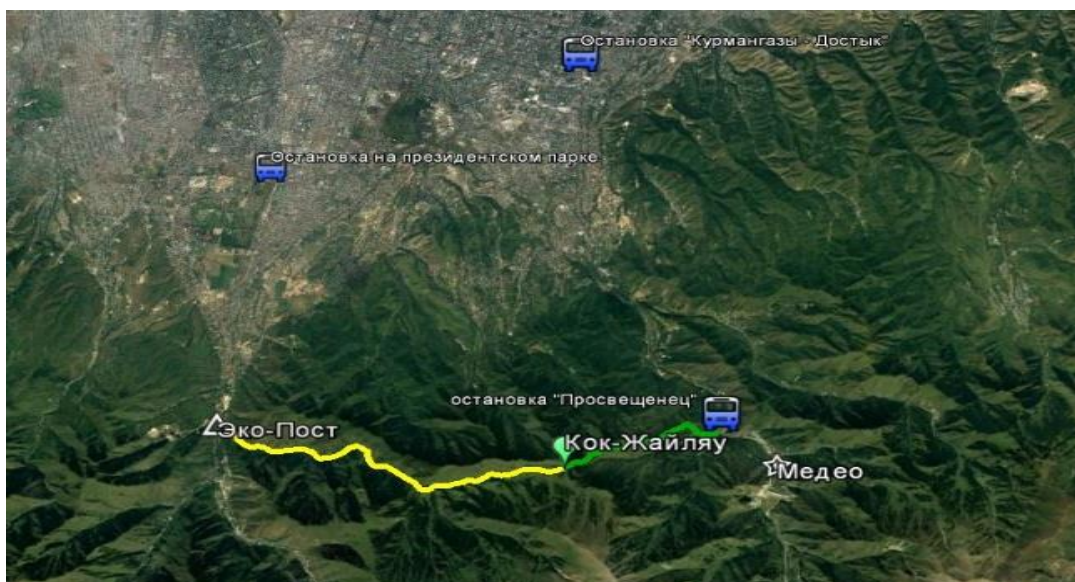 Остановка "Курмангазы - Достык"
Остановка на президентском парке
остановка "Просвещенец"
Эко-Пост
Кок-Жайляу
Медео